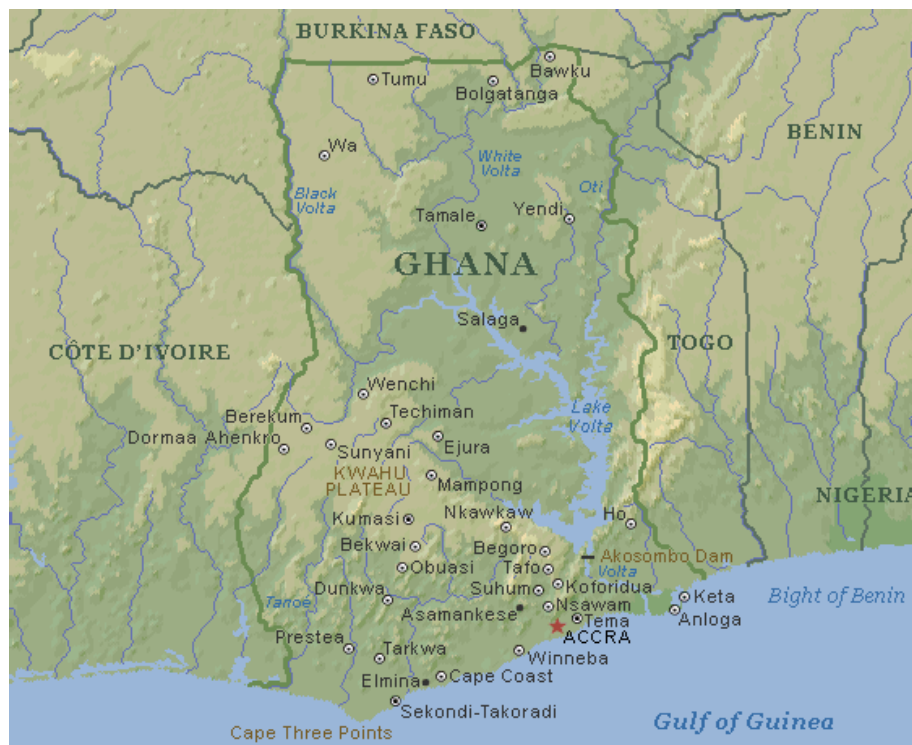 BURKINA FASO
Bawku
Tumu
Bolgatanga
BENIN
Wa
White
Volta
Black
Volta
Oti
Tamale
Yendi
GHANA
Salaga
CÔTE D'IVOIRE
TOGO
Wenchi
Lake
Volta
Berekum
Techiman
Dormaa Ahenkro
Sunyani
Ejura
KWAHU
PLATEAU
Mampong
NIGERIA
Kumasi
Nkawkaw
Ho
Bekwai
Begoro
Akosombo Dam
Obuasi
Tafo
Volta
Dunkwa
Suhum
Koforidua
Keta
Bight of Benin
Tanoé
Asamankese
Nsawam
Anloga
Tema
Prestea
ACCRA
Tarkwa
Winneba
Elmina
Cape Coast
Sekondi-Takoradi
Gulf of Guinea
Cape Three Points